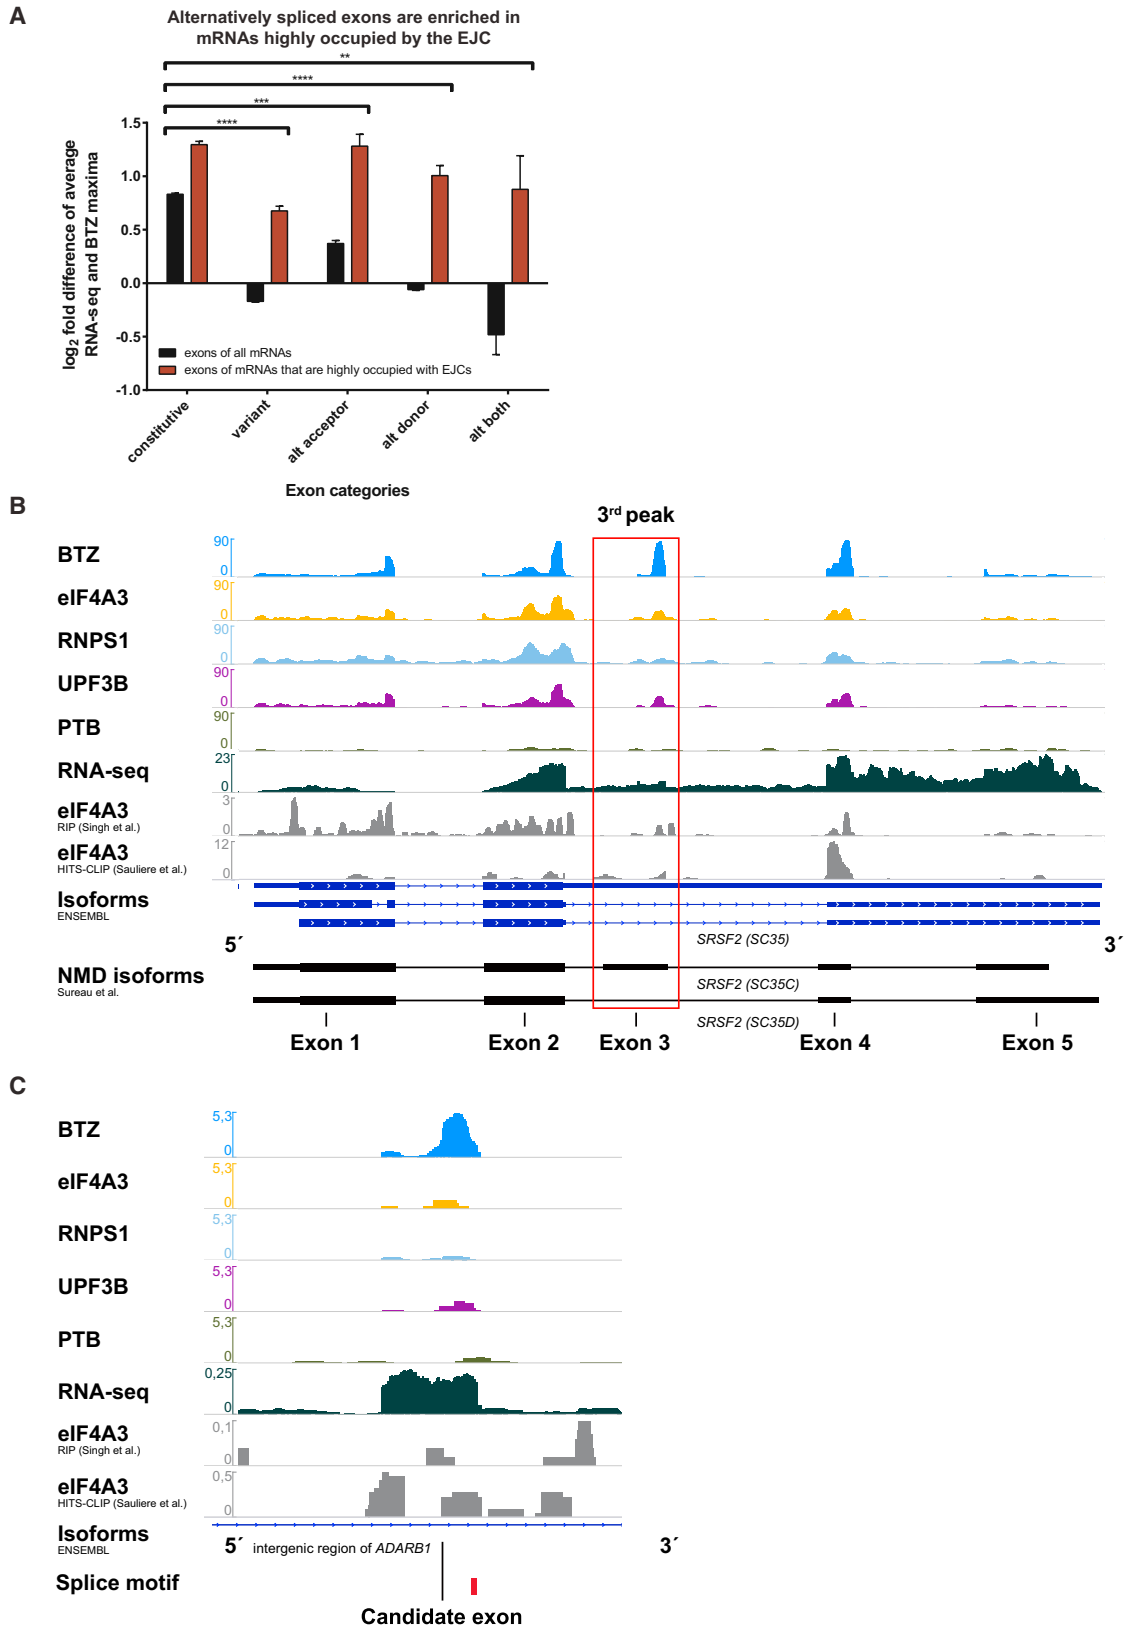 A
Alternatively spliced exons are enriched in
mRNAs highly occupied by the EJC
**
****
***
****
log2 fold difference of average
RNA-seq and BTZ maxima
1.5
1.0
0.5
0.0
-0.5
-1.0
exons of all mRNAs
exons of mRNAs that are highly occupied with EJCs
constitutive
variant
alt acceptor
alt donor
alt both
Exon categories
B
3rd peak
BTZ
90
0
eIF4A3
90
0
RNPS1
90
0
UPF3B
90
0
PTB
90
0
RNA-seq
23
0
eIF4A3
RIP (Singh et al.)
3
0
eIF4A3
HITS-CLIP (Sauliere et al.)
12
0
Isoforms
ENSEMBL
5´
SRSF2 (SC35)
3´
NMD isoforms
Sureau et al.
SRSF2 (SC35C)
SRSF2 (SC35D)
Exon 1
Exon 2
Exon 3
Exon 4
Exon 5
C
BTZ
5,3
0
eIF4A3
5,3
0
RNPS1
5,3
0
UPF3B
5,3
0
PTB
5,3
0
RNA-seq
0,25
0
eIF4A3
RIP (Singh et al.)
0,1
0
eIF4A3
HITS-CLIP (Sauliere et al.)
0,5
0
Isoforms
ENSEMBL
5´
intergenic region of ADARB1
3´
Splice motif
Candidate exon